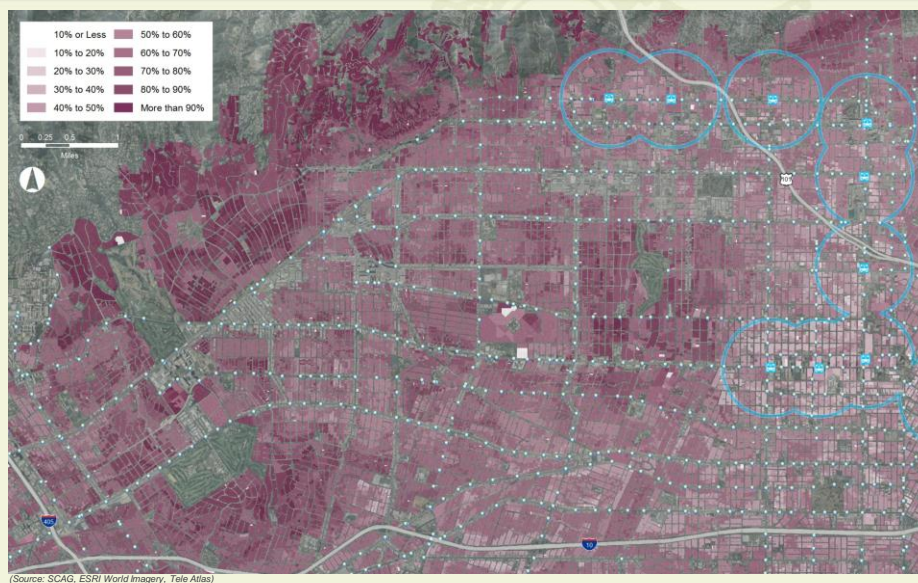 10% or Less
10% to 20%
20% to 30%
30% to 40%
40% to 50%
50% to 60%
60% to 70%
70% to 80%
80% to 90%
More than 90%
0 0.25 0.5 1
Miles
101
405
10
(Source: SCAG, ESRI World Imagery, Tele Atlas)